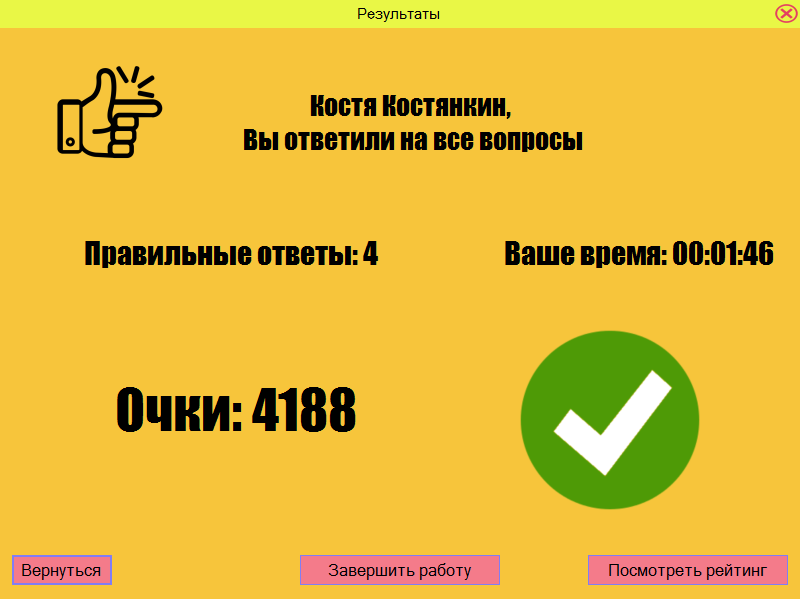 Результаты
Костя Костянкин,
Вы ответили на все вопросы
Правильные ответы: 4
Ваше время: 00:01:46
Очки: 4188
Вернуться
Завершить работу
Посмотреть рейтинг